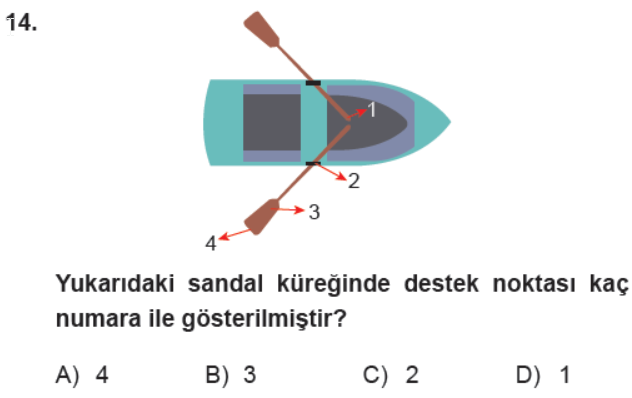 14.
1
2
3
4
Yukarıdaki sandal küreğinde destek noktası kaç
numara ile gösterilmiştir?
A) 4 B) 3 C) 2 D) 1